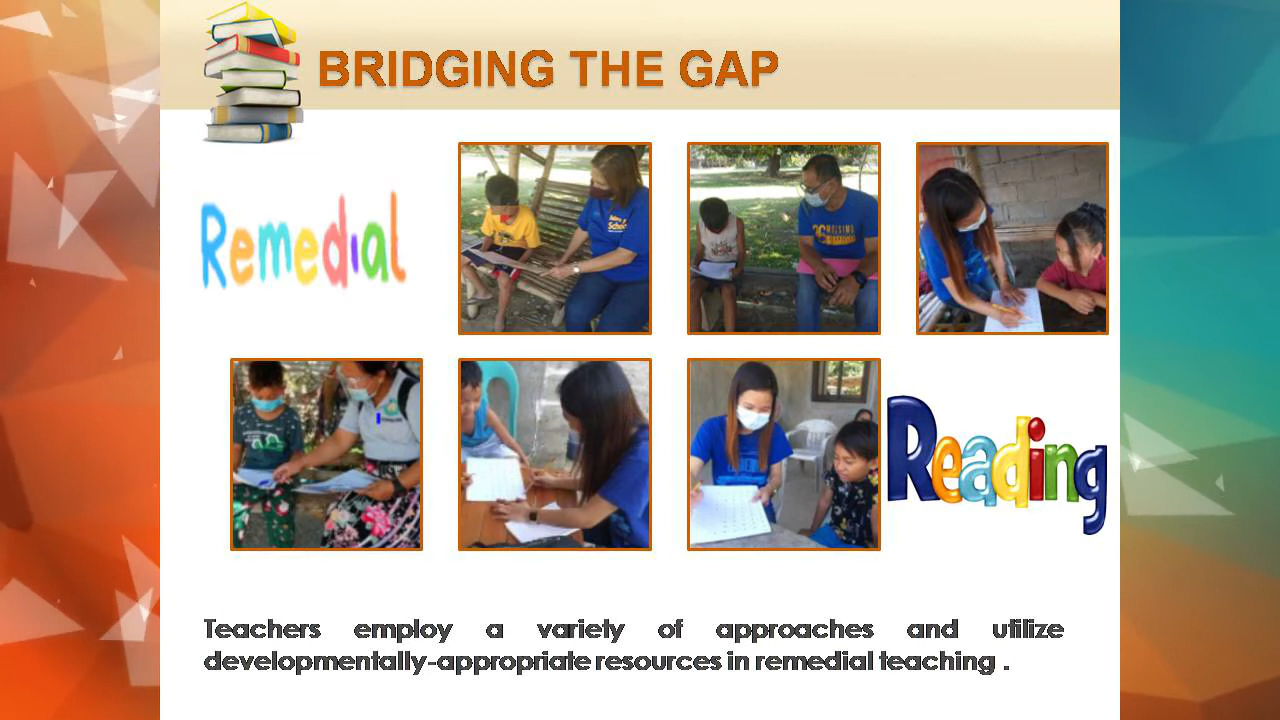 BRIDGING THE GAP
Remedial
Reading
Teachers employ a variety of approaches and utilize
developmentally-appropriate resources in remedial teaching .